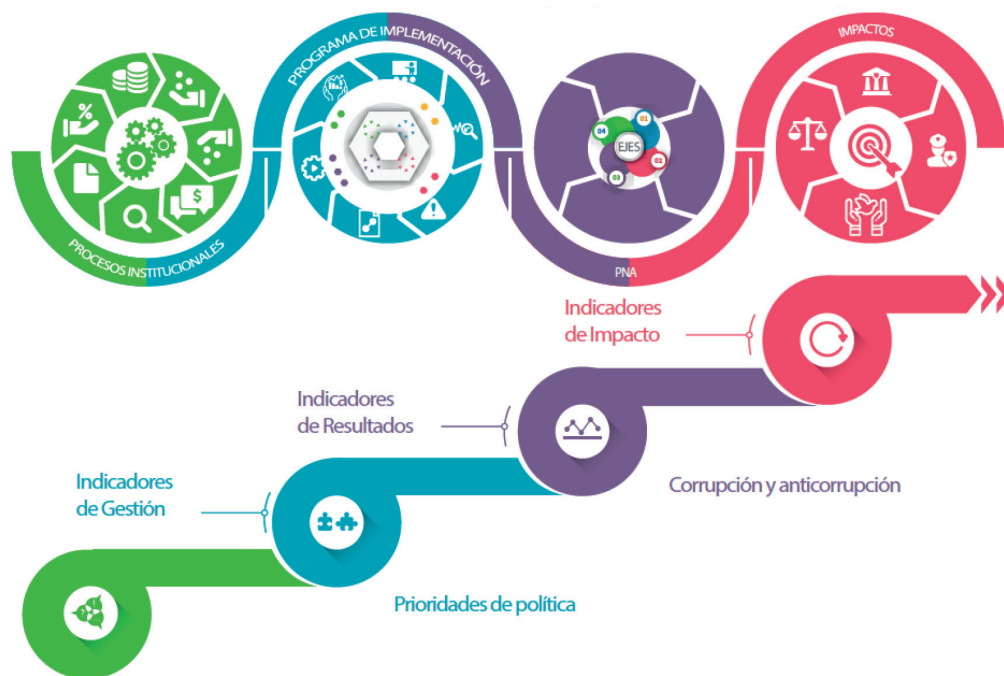 PROCESOS INSTITUCIONALES
PROGRAMA DE IMPLEMENTACIÓN
PNA
IMPACTOS
%
$
04
01
EJES
02
03
Indicadores
de Impacto
Indicadores
de Resultados
Corrupción y anticorrupción
Indicadores
de Gestión
Prioridades de política